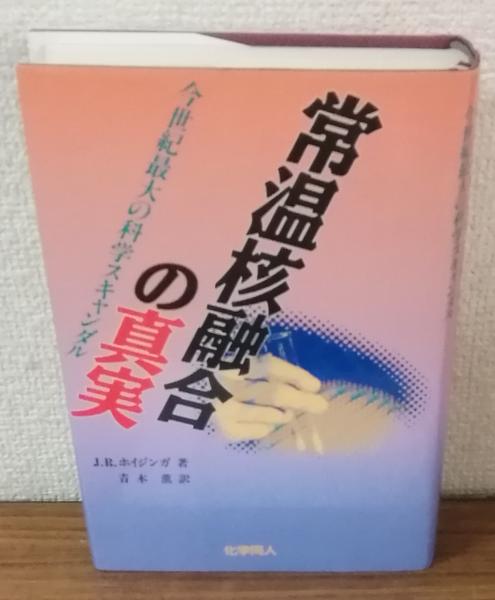 常温核融合
の真実
今世紀最大の科学スキャンダル
J.R.ホイジンガ 著
青木 薫 訳
化学同人